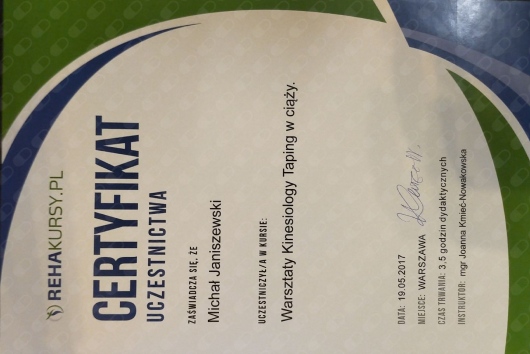 REHAKURSY.PL
CERTYFIKAT
UCZESTNICTWA
ZAŚWIADCZA SIĘ, ŻE
Michał Janiszewski
UCZESTNICZYŁ/A W KURSIE:
Warsztaty Kinesiology Taping w ciąży.
DATA: 19.05.2017
MIEJSCE: WARSZAWA
CZAS TRWANIA: 3,5 godzin dydaktycznych
INSTRUKTOR: mgr Joanna Kmieć-Nowakowska